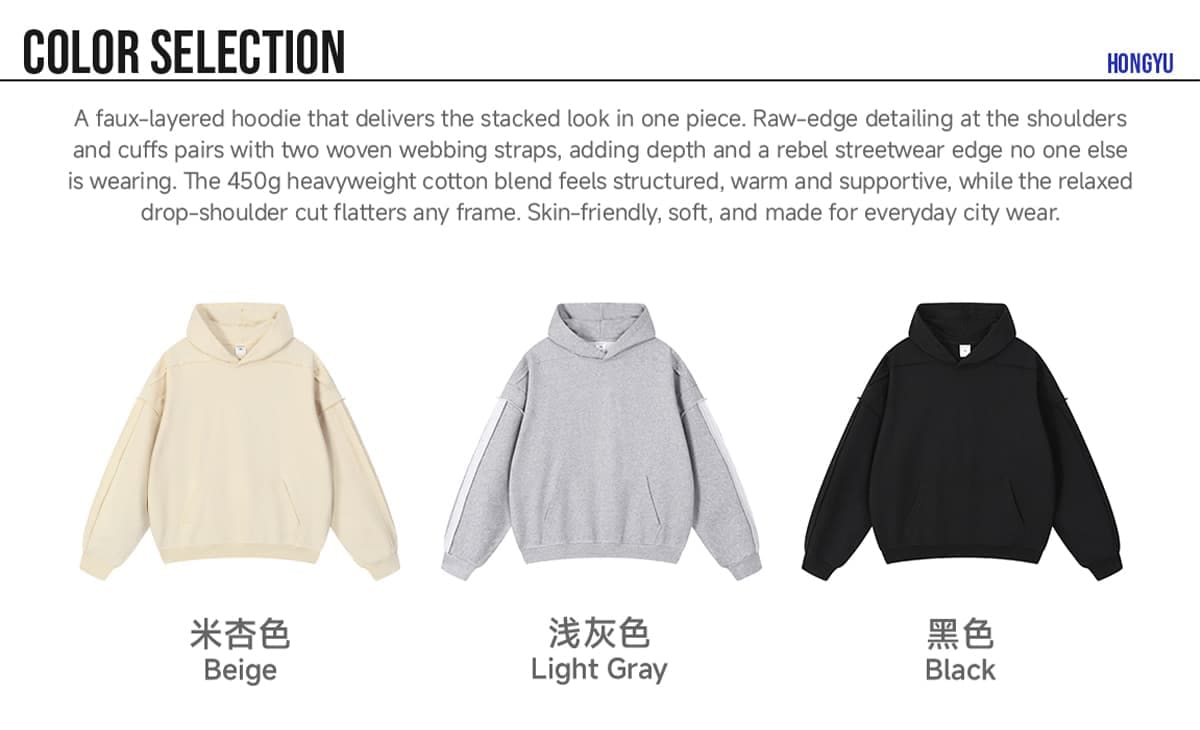 COLOR SELECTION
HONGYU
A faux-layered hoodie that delivers the stacked look in one piece. Raw-edge detailing at the shoulders
and cuffs pairs with two woven webbing straps, adding depth and a rebel streetwear edge no one else
is wearing. The 450g heavyweight cotton blend feels structured, warm and supportive, while the relaxed
drop-shoulder cut flatters any frame. Skin-friendly, soft, and made for everyday city wear.
米杏色
Beige
浅灰色
Light Gray
黑色
Black